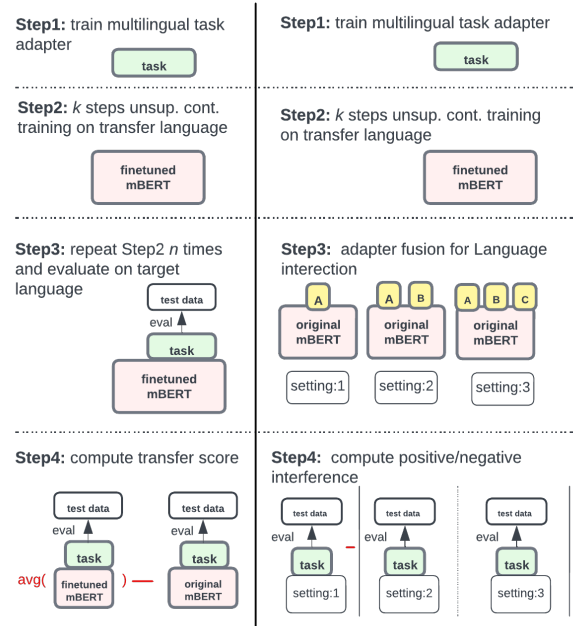 Step1: train multilingual task
adapter
task
Step2: k steps unsup. cont.
training on transfer language
finetuned
mBERT
Step3: repeat Step2 n times
and evaluate on target
language
test data
eval
task
finetuned
mBERT
Step4: compute transfer score
test data
test data
eval
eval
task
task
avg(
finetuned
mBERT
) —
original
mBERT
Step1: train multilingual task adapter
task
Step2: k steps unsup. cont. training
on transfer language
finetuned
mBERT
Step3: adapter fusion for Language
interection
A
A
B
A
B
C
original
mBERT
original
mBERT
original
mBERT
setting:1
setting:2
setting:3
Step4: compute positive/negative
interference
test data
test data
test data
eval
eval
eval
task
–
task
task
setting:1
setting:2
setting:3